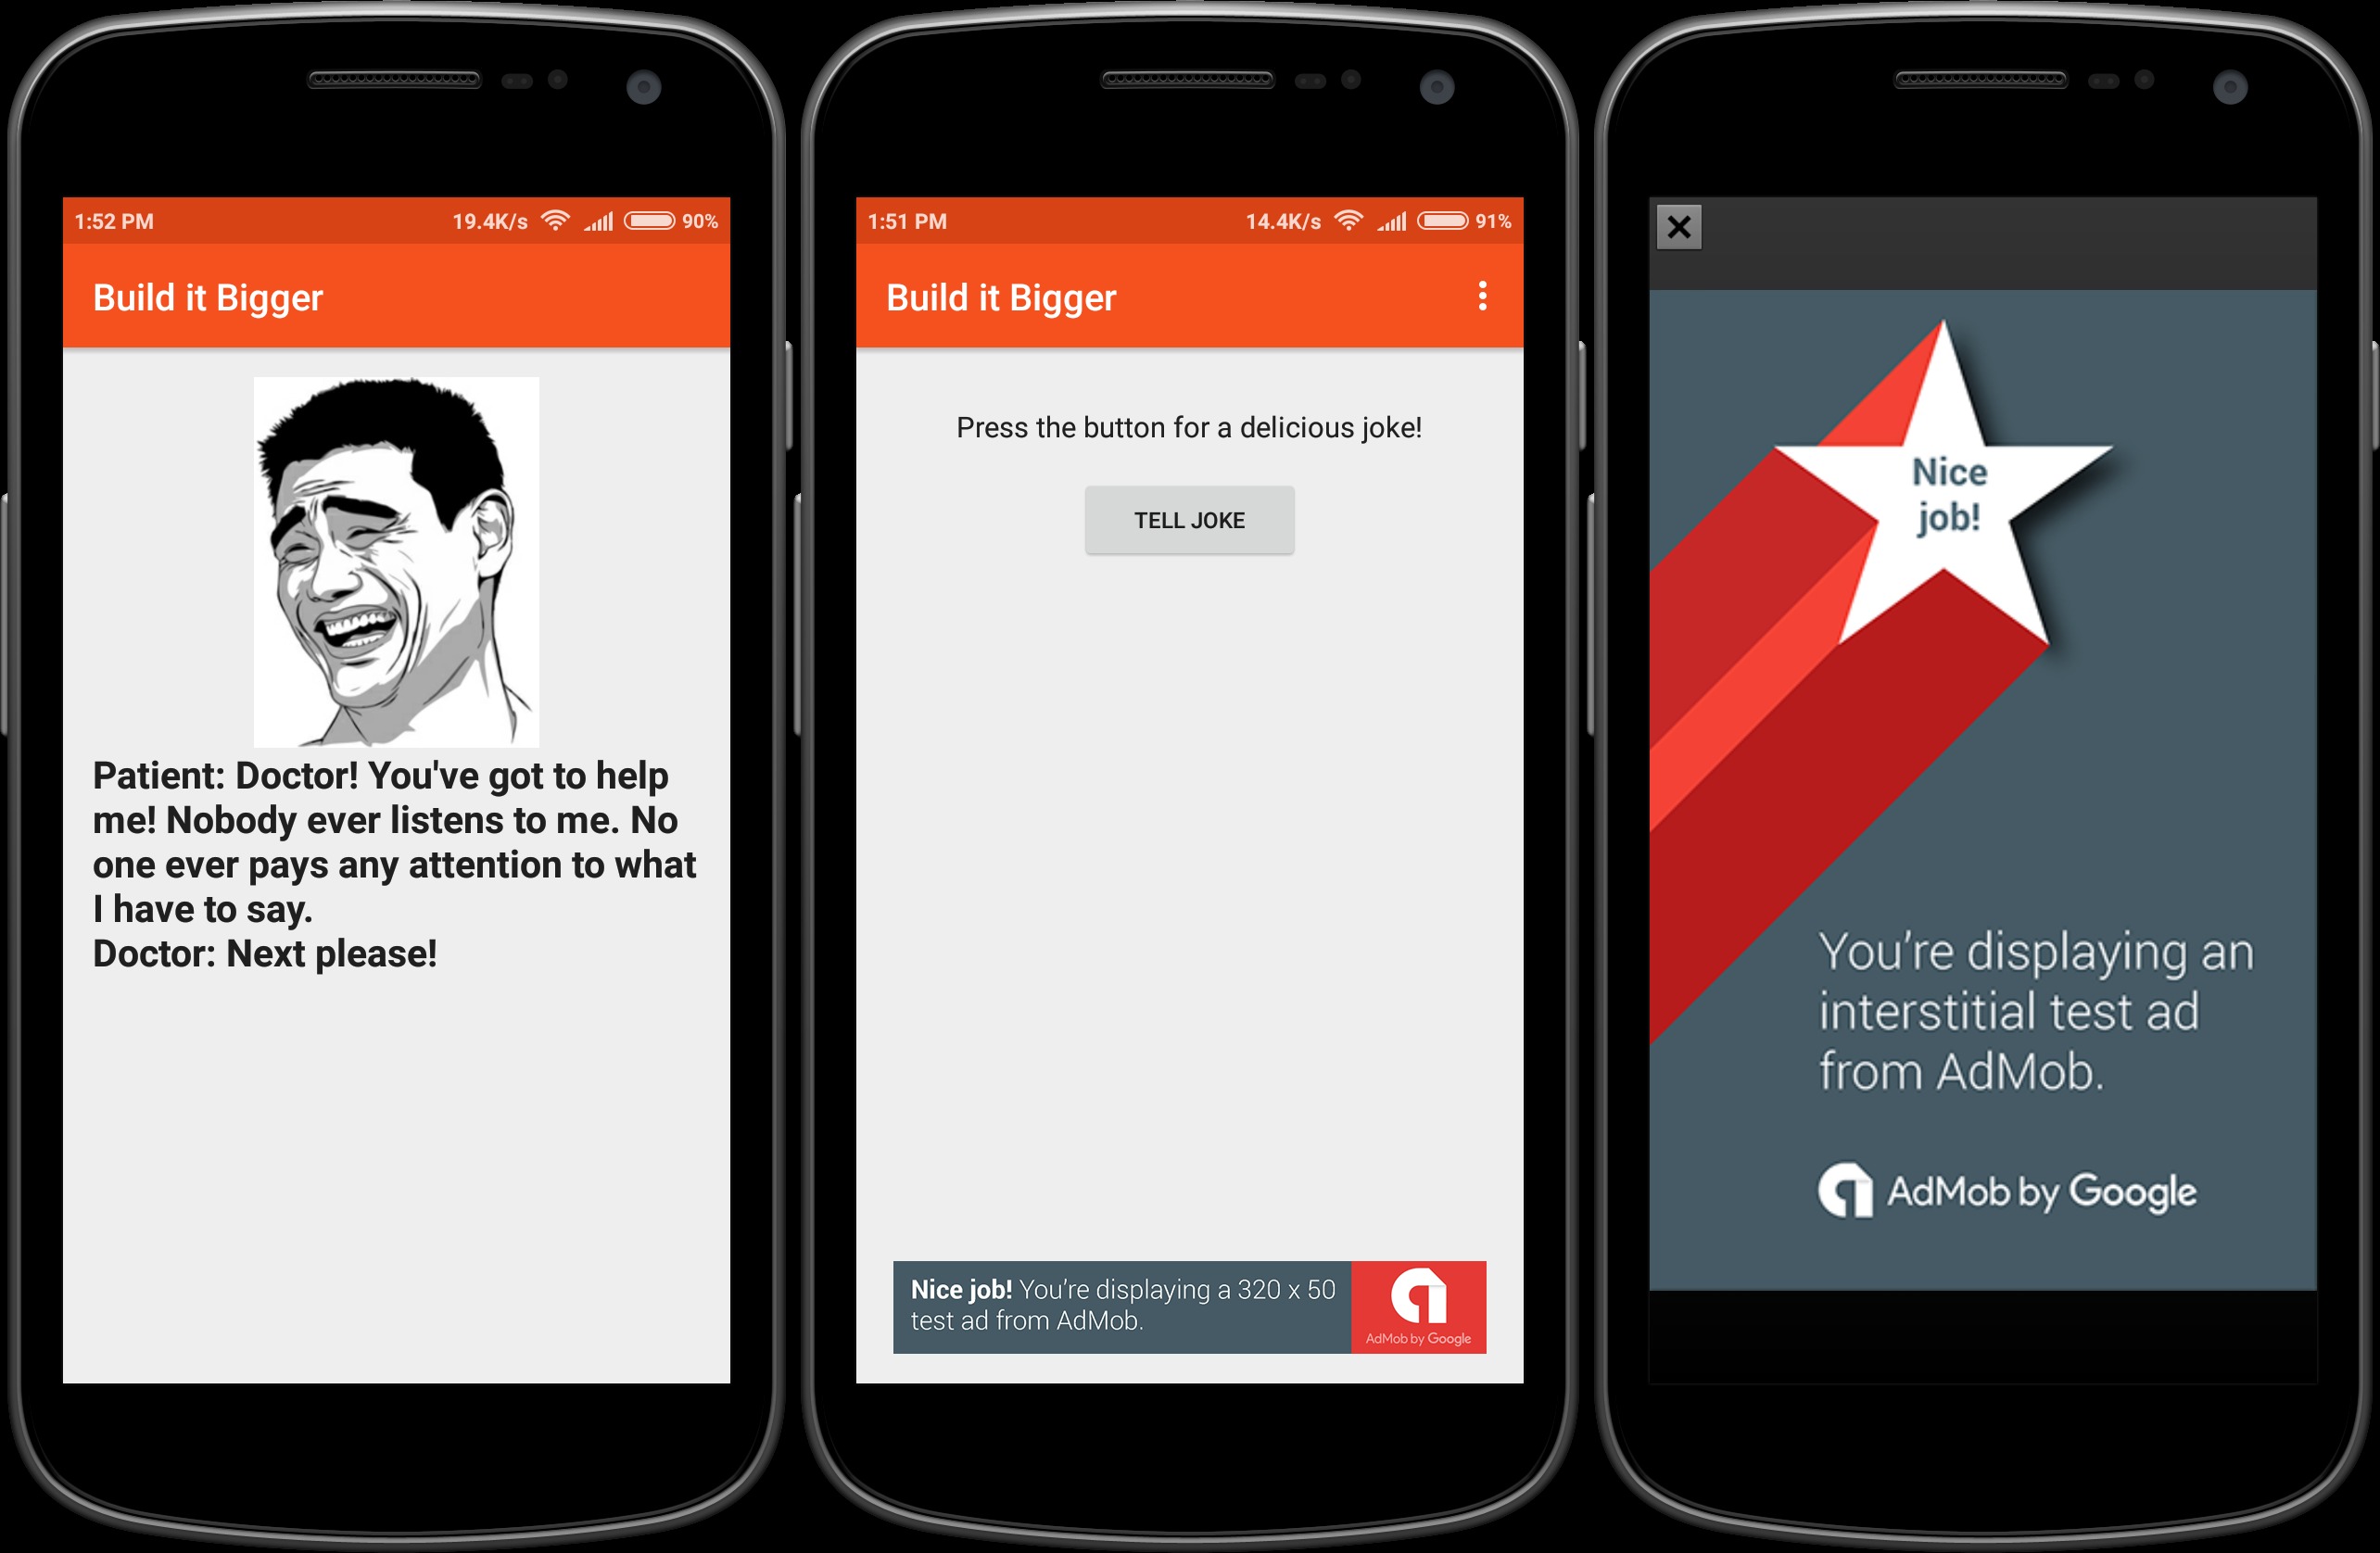 1:52 PM 19.4K/s 90%
Build it Bigger
Patient: Doctor! You've got to help
me! Nobody ever listens to me. No
one ever pays any attention to what
I have to say.
Doctor: Next please!
1:51 PM 14.4K/s 91%
Build it Bigger
Press the button for a delicious joke!
TELL JOKE
Nice job! You're displaying a 320 x 50
test ad from AdMob.
AdMob by Google
Nice
job!
You're displaying an
interstitial test ad
from AdMob.
AdMob by Google